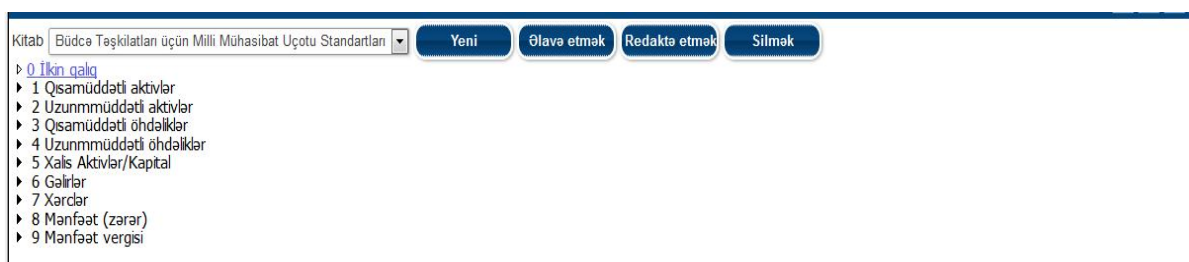 Kitab Büdcə Təşkilatları üçün Milli Mühasibat Uçotu Standartları Yeni Əlavə etmək Redaktə etmək Silmək
0 İlkin qalıq
1 Qısamüddətli aktivlər
2 Uzunmmüddətli aktivlər
3 Qısamüddətli öhdəliklər
4 Uzunmmüddətli öhdəliklər
5 Xalis Aktivlər/Kapital
6 Gəlirlər
7 Xərclər
8 Mənfəət (zərər)
9 Mənfəət vergisi